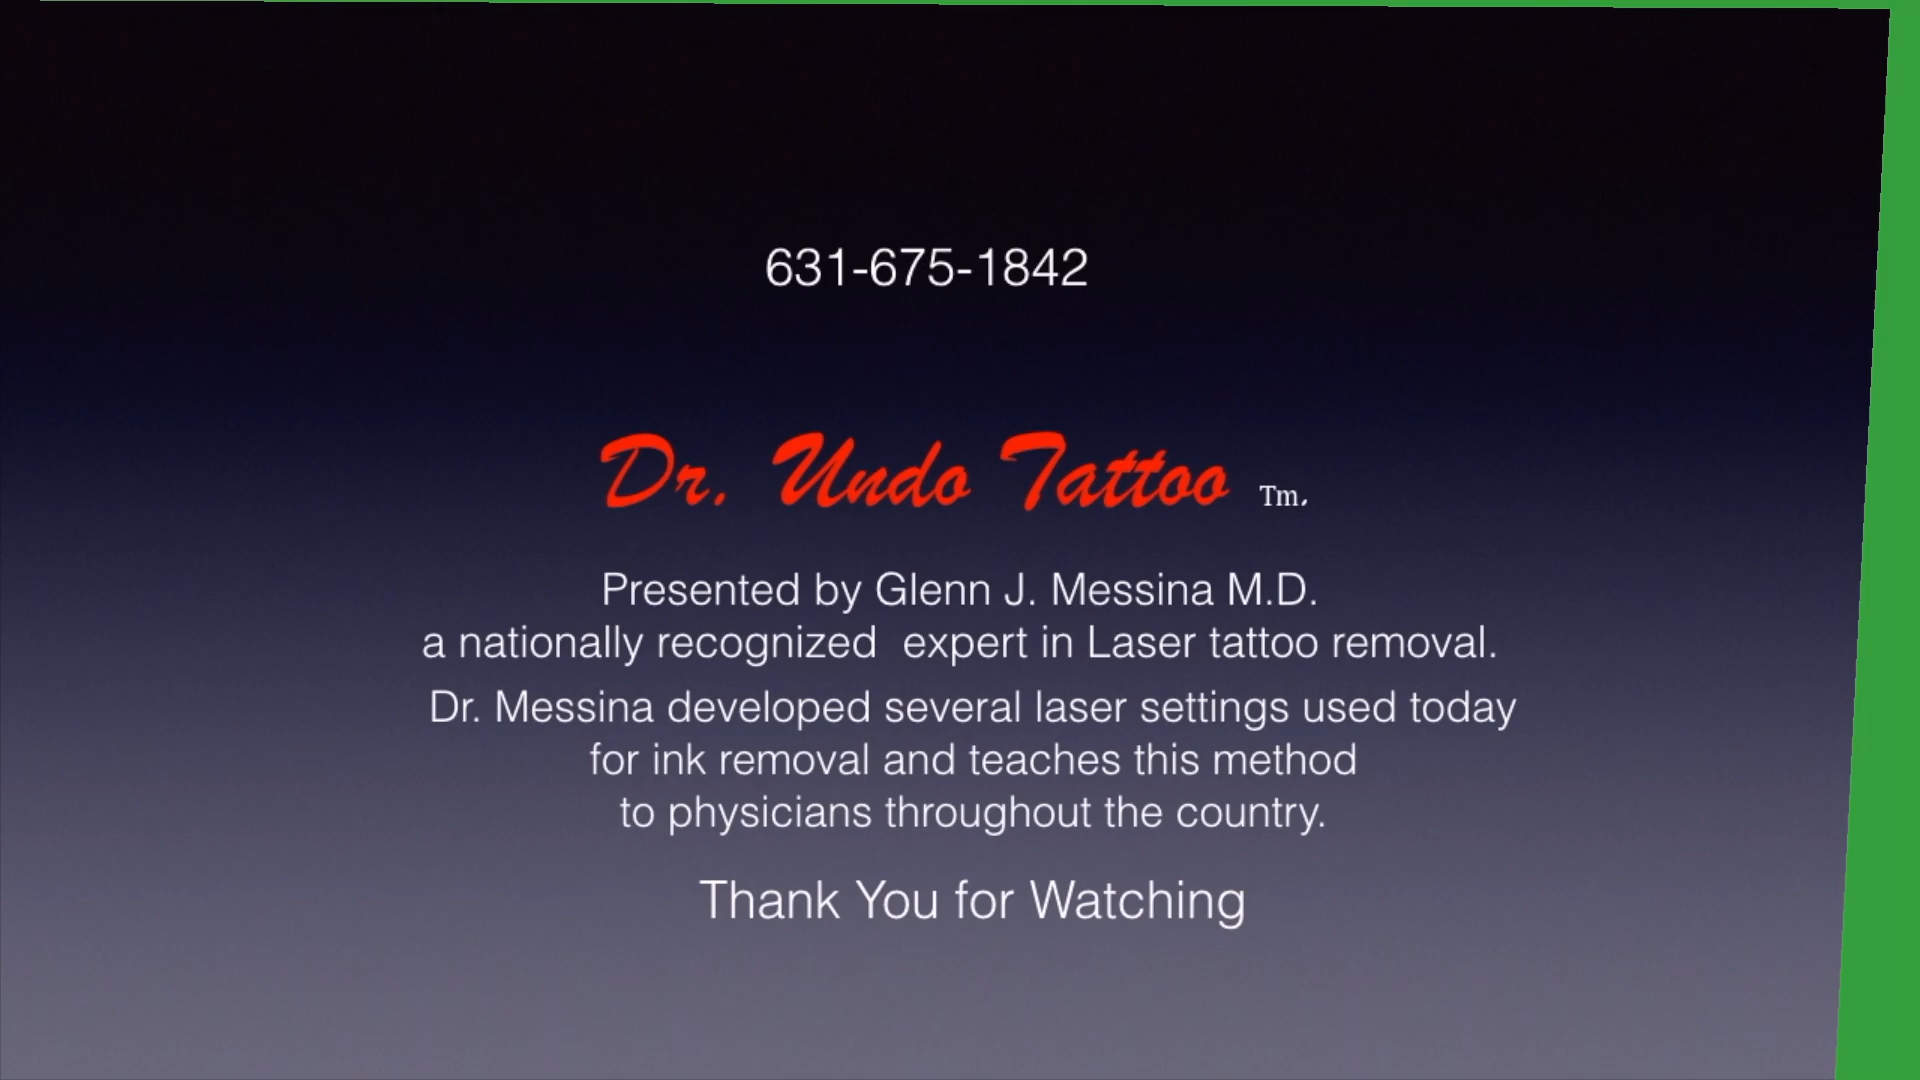 631-675-1842
Dr. Undo Tattoo Tm.
Presented by Glenn J. Messina M.D.
a nationally recognized  expert in Laser tattoo removal.
Dr. Messina developed several laser settings used today
for ink removal and teaches this method
to physicians throughout the country.
Thank You for Watching